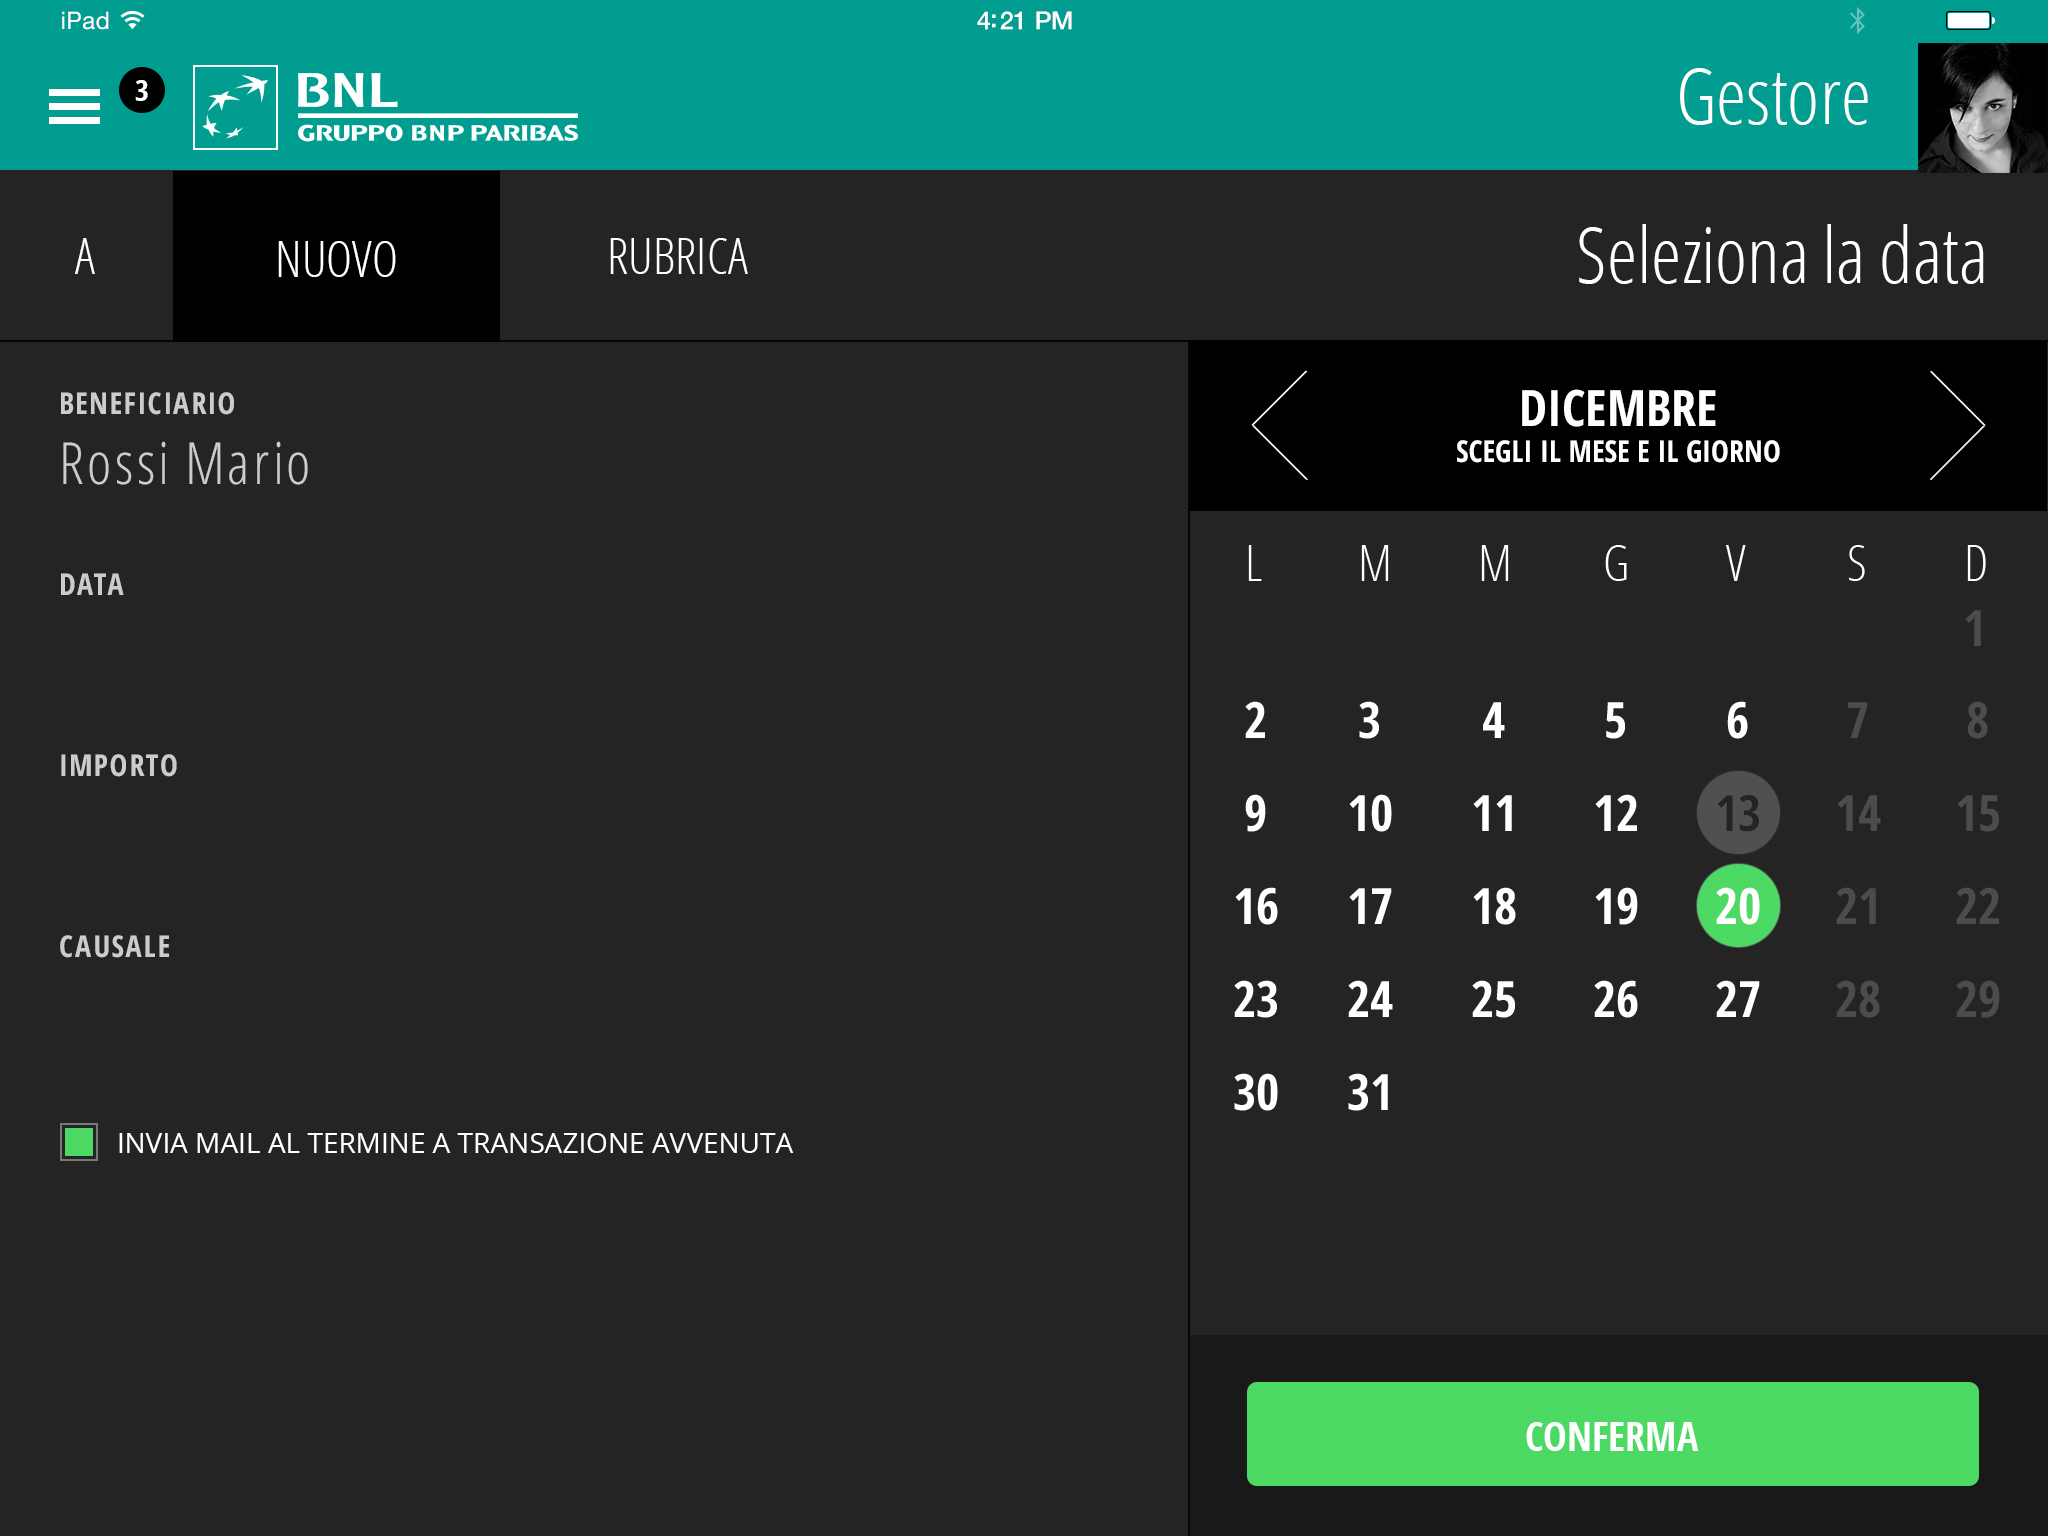 iPad 4:21 PM
3
BNL
GRUPPO BNP PARIBAS
Gestore
A NUOVO RUBRICA
Seleziona la data
BENEFICIARIO
Rossi Mario
DATA
IMPORTO
CAUSALE
INVIA MAIL AL TERMINE A TRANSAZIONE AVVENUTA
DICEMBRE
SCEGLI IL MESE E IL GIORNO
L M M G V S D
1
2 3 4 5 6 7 8
9 10 11 12 13 14 15
16 17 18 19 20 21 22
23 24 25 26 27 28 29
30 31
CONFERMA